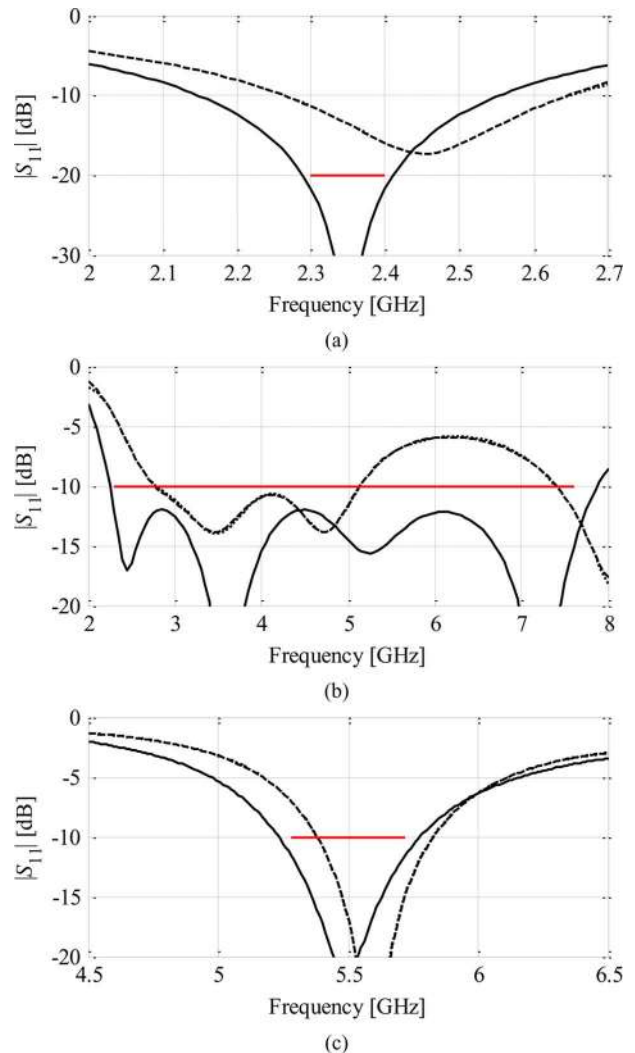 0
-10
-20
-30
|S11| [dB]
2 2.1 2.2 2.3 2.4 2.5 2.6 2.7
Frequency [GHz]
(a)
0
-5
-10
-15
-20
|S11| [dB]
2 3 4 5 6 7 8
Frequency [GHz]
(b)
0
-5
-10
-15
-20
|S11| [dB]
4.5 5 5.5 6 6.5
Frequency [GHz]
(c)